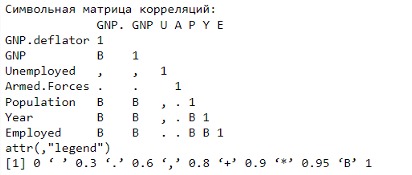 Символьная матрица корреляций:
             GNP. GNP U A P Y E
GNP.deflator 1
GNP          B    1
Unemployed   ,    ,   1
Armed.Forces .    .     1
Population   B    B   , . 1
Year         B    B   , . B 1
Employed     B    B   . . B B 1
attr(,"legend")
[1] 0 ‘ ’ 0.3 ‘.’ 0.6 ‘,’ 0.8 ‘+’ 0.9 ‘*’ 0.95 ‘B’ 1